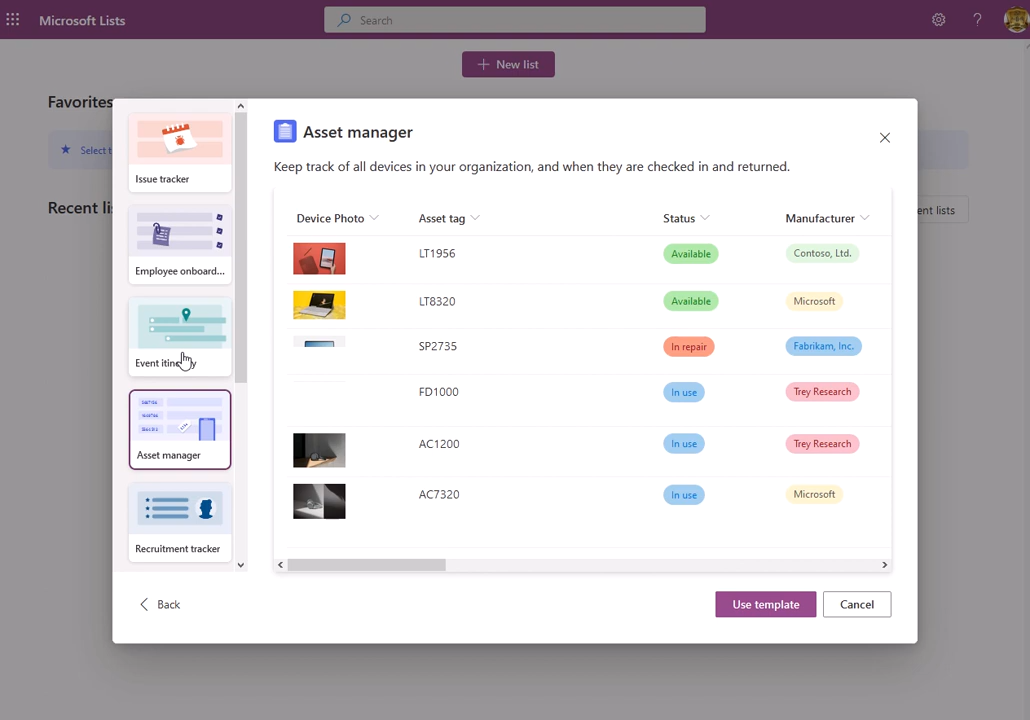 Microsoft Lists
Search
New list
Favorites
Select t
Recent li
ent lists
Issue tracker
Employee onboard...
Event itin
Asset manager
Recruitment tracker
Asset manager
Keep track of all devices in your organization, and when they are checked in and returned.
Device Photo Asset tag Status Manufacturer
LT1956 Available Contoso, Ltd.
LT8320 Available Microsoft
SP2735 In repair Fabrikam, Inc.
FD1000 In use Trey Research
AC1200 In use Trey Research
AC7320 In use Microsoft
Back
Use template
Cancel